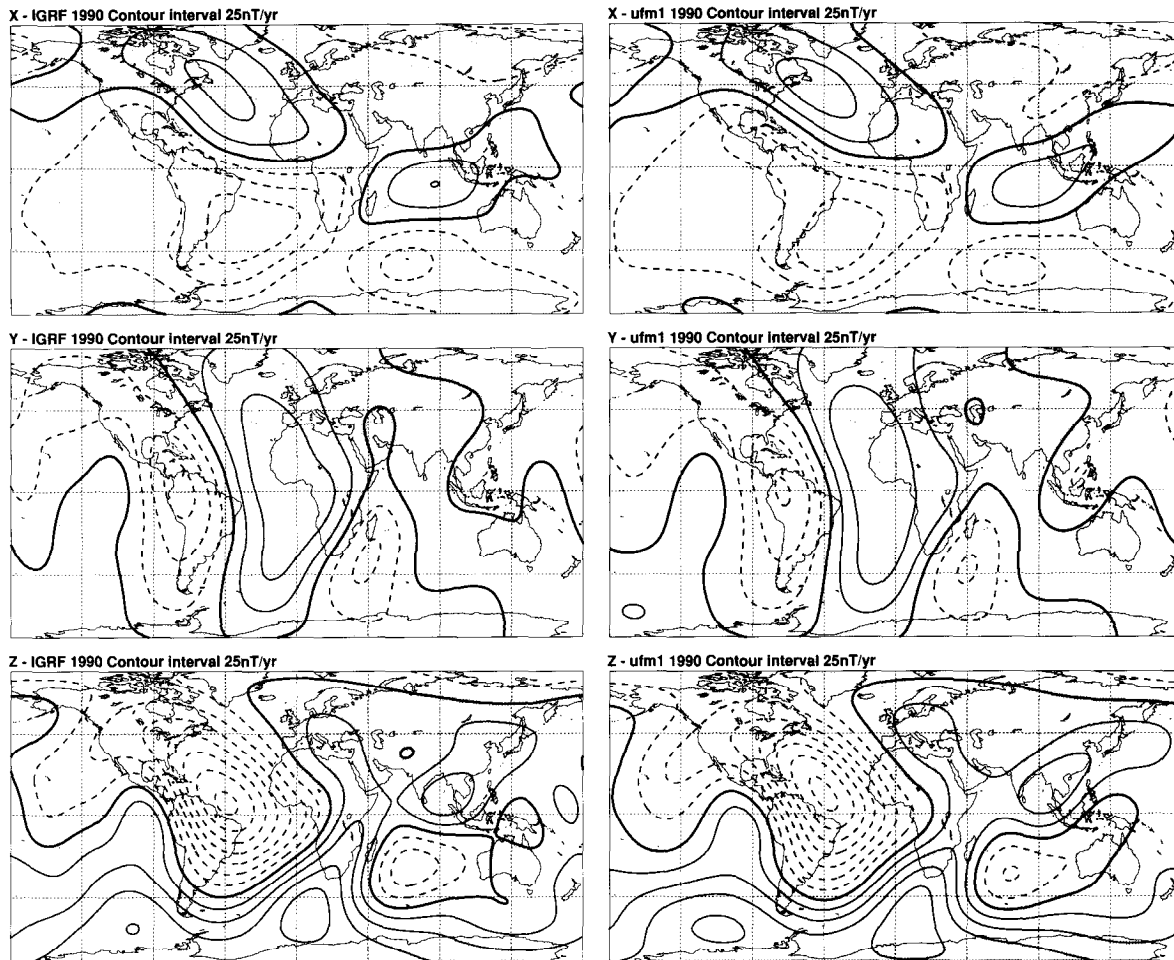 X - IGRF 1990 Contour interval 25nT/yr
X - ufm1 1990 Contour interval 25nT/yr
Y - IGRF 1990 Contour interval 25nT/yr
Y - ufm1 1990 Contour interval 25nT/yr
Z - IGRF 1990 Contour interval 25nT/yr
Z - ufm1 1990 Contour interval 25nT/yr